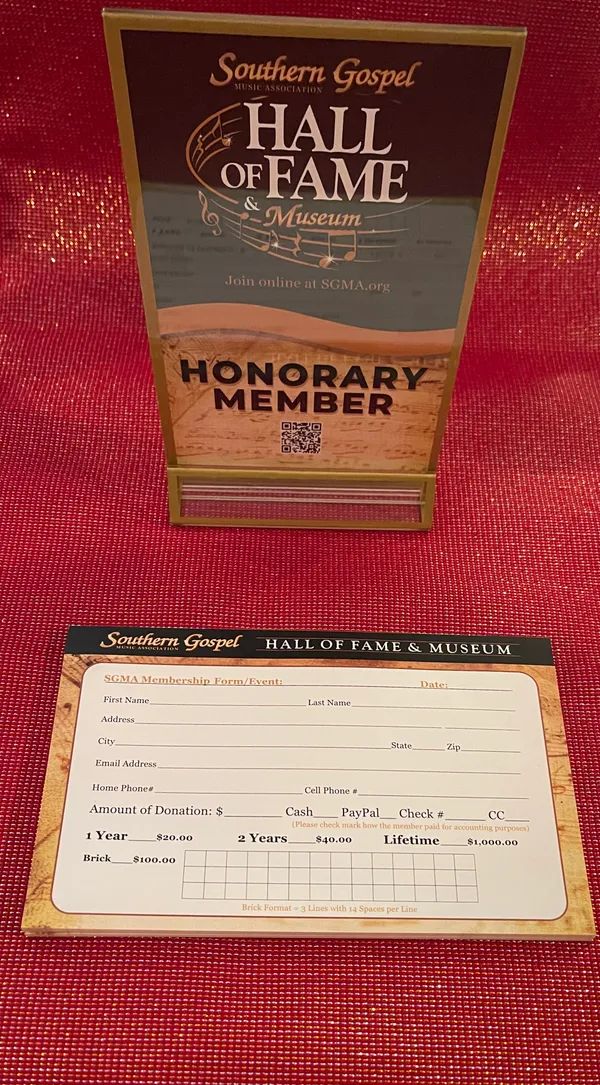 Southern Gospel
MUSIC ASSOCIATION
HALL
OF FAME
& Museum
Join online at SGMA.org
HONORARY
MEMBER
Southern Gospel HALL OF FAME & MUSEUM
MUSIC ASSOCIATION
SGMA Membership Form/Event: Date:
First Name Last Name
Address
City State Zip
Email Address
Home Phone# Cell Phone #
Amount of Donation: $ Cash PayPal Check # CC
(Please check mark how the member paid for accounting purposes)
1 Year $20.00 2 Years $40.00 Lifetime $1,000.00
Brick $100.00
Brick Format = 3 Lines with 14 Spaces per Line